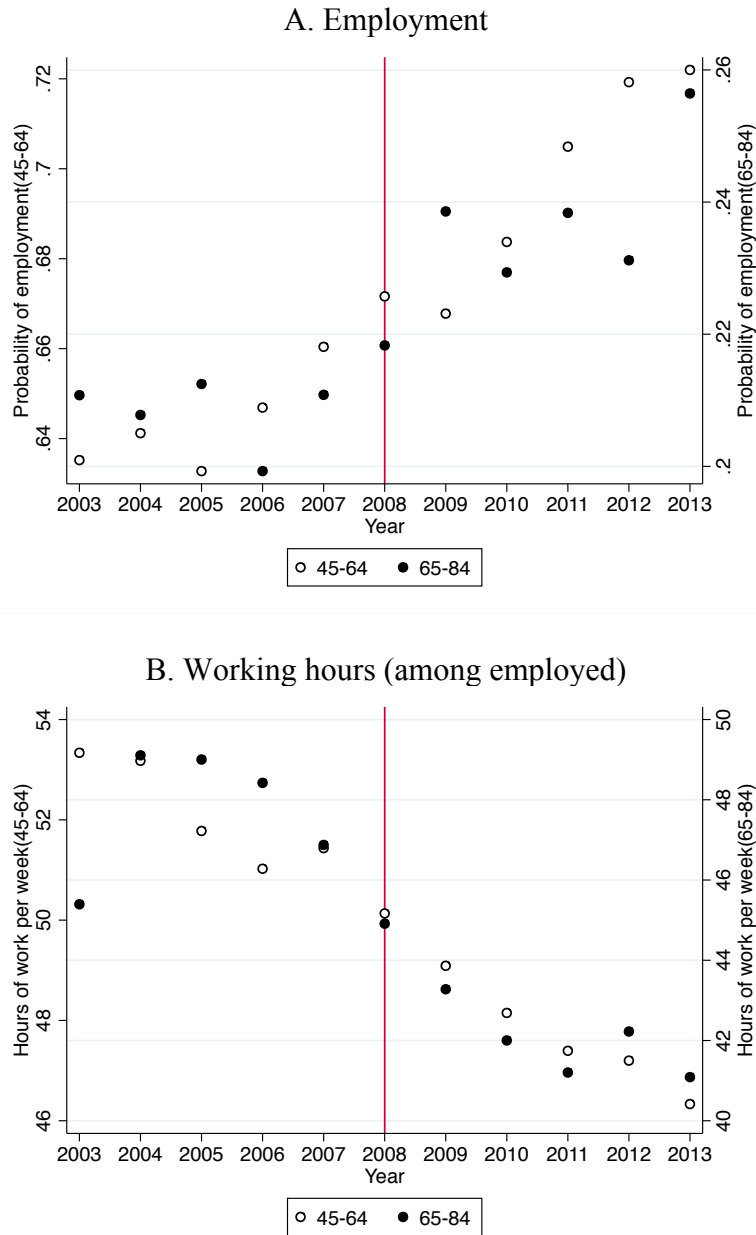 A. Employment
Probability of employment(45-64)
.72
.7
.68
.66
.64
Probability of employment(65-84)
.26
.24
.22
.2
2003 2004 2005 2006 2007 2008 2009 2010 2011 2012 2013
Year
45-64 65-84
B. Working hours (among employed)
Hours of work per week(45-64)
54
52
50
48
46
Hours of work per week(65-84)
50
48
46
44
42
40
2003 2004 2005 2006 2007 2008 2009 2010 2011 2012 2013
Year
45-64 65-84